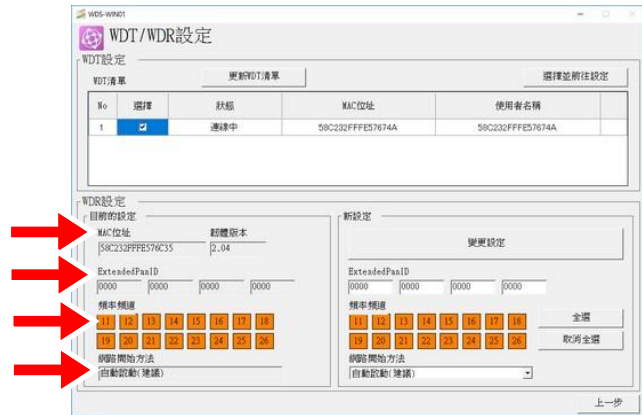 WDS-WIN01
WDT/WDR設定
WDT設定
WDT清單
更新WDT清單
選擇並前往設定
No 選擇 狀態 MAC位址 使用者名稱
1 連線中 58C232FFFE57674A 58C232FFFE57674A
WDR設定
目前的設定
MAC位址 韌體版本
58C232FFFE576C35 2.04
ExtendedPanID
0000 0000 0000 0000
頻率頻道
11 12 13 14 15 16 17 18
19 20 21 22 23 24 25 26
網路開始方法
自動啟動(建議)
新設定
變更設定
ExtendedPanID
0000 0000 0000 0000
頻率頻道
11 12 13 14 15 16 17 18
全選
19 20 21 22 23 24 25 26
取消全選
網路開始方法
自動啟動(建議)
上一步